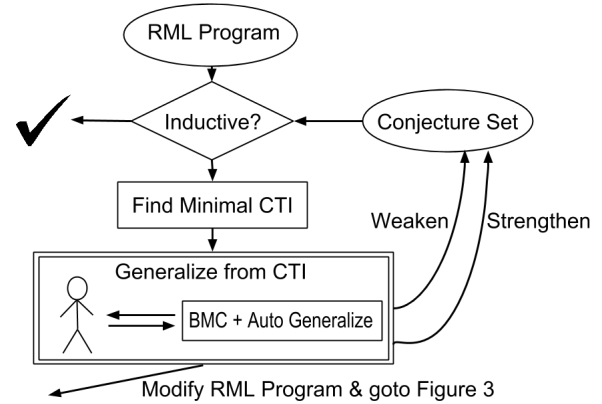 RML Program
Inductive?
Conjecture Set
Find Minimal CTI
Weaken
Strengthen
Generalize from CTI
BMC + Auto Generalize
Modify RML Program & goto Figure 3